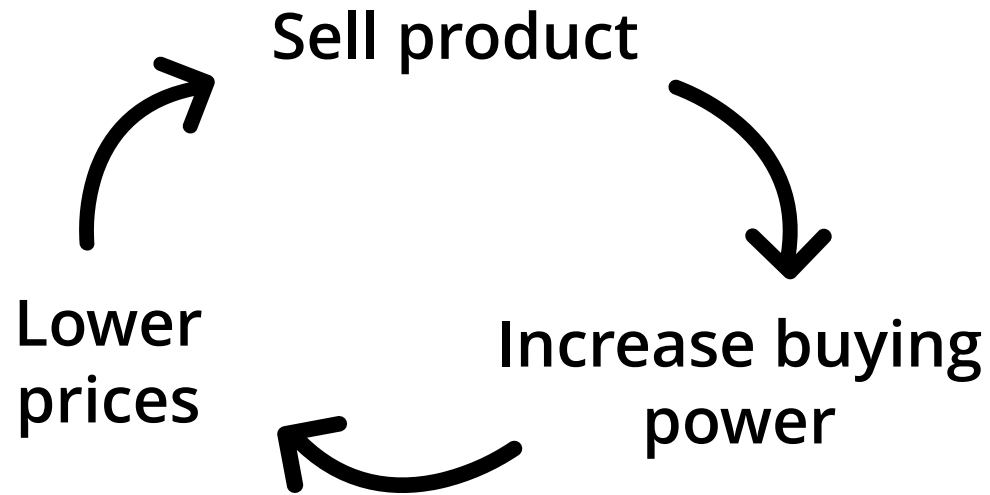 Sell product
Increase buying
power
Lower
prices